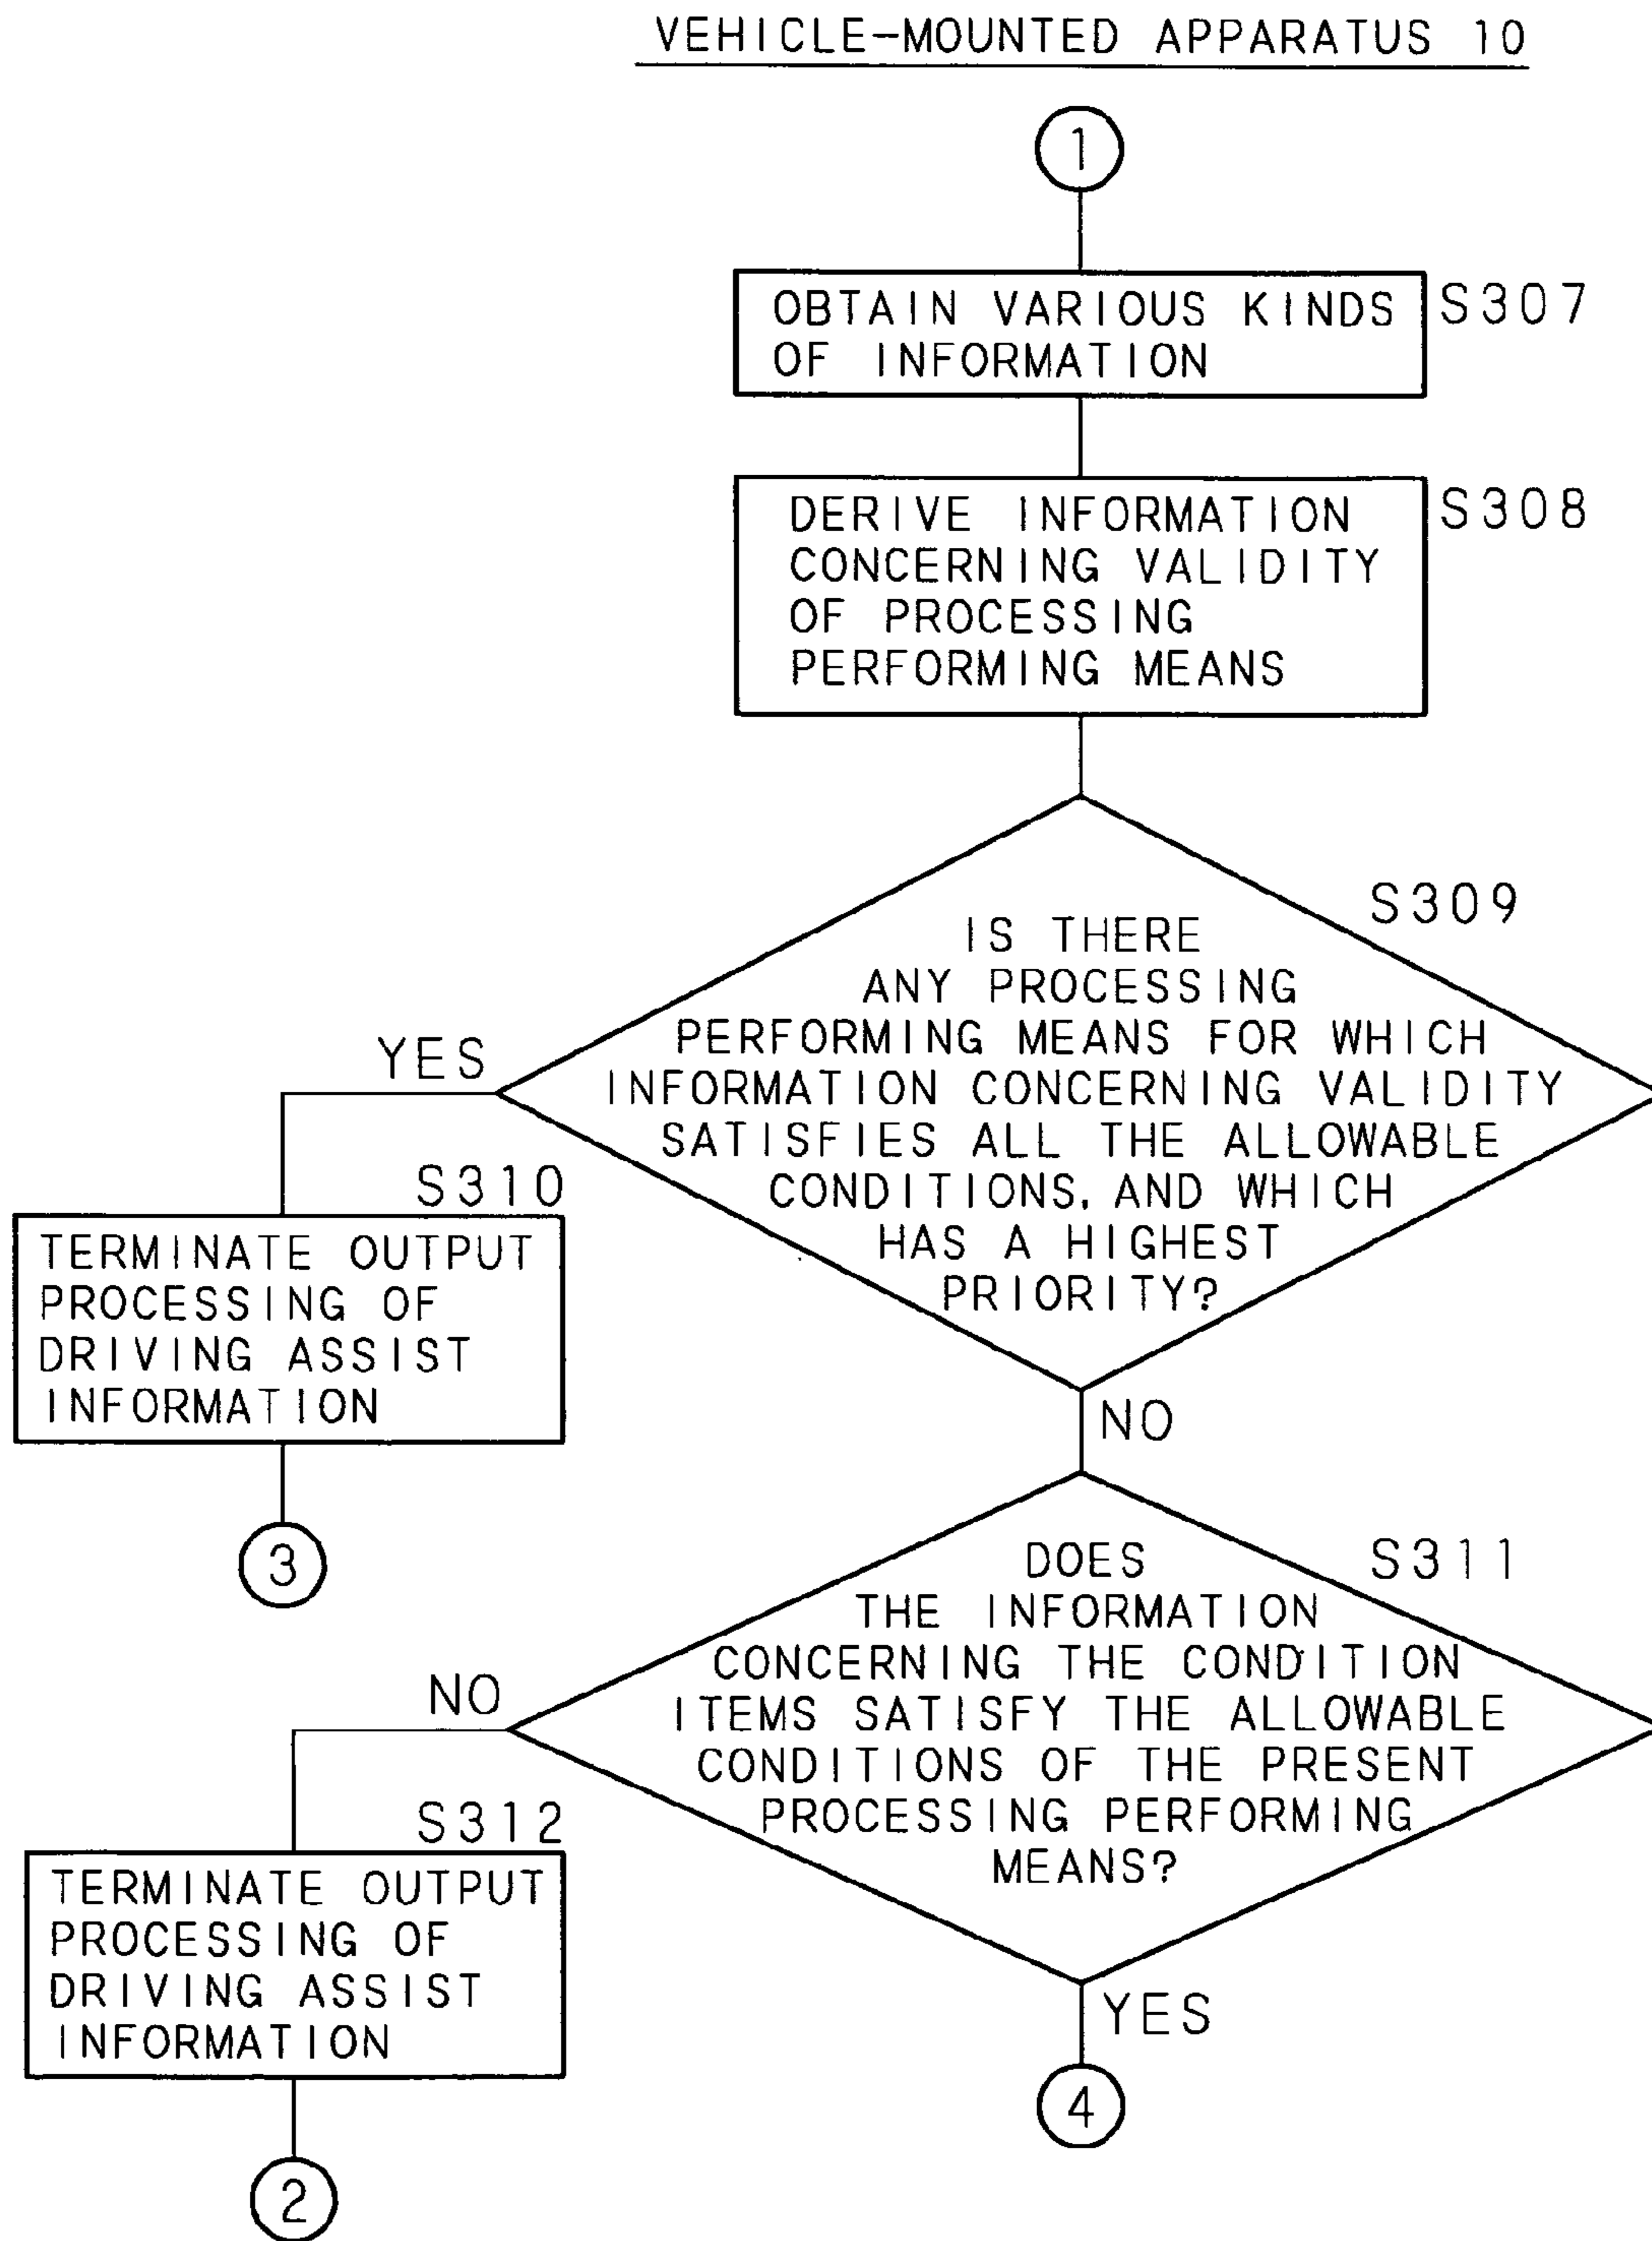 VEHICLE-MOUNTED APPARATUS 10
1
OBTAIN VARIOUS KINDS
OF INFORMATION
S307
DERIVE INFORMATION
CONCERNING VALIDITY
OF PROCESSING
PERFORMING MEANS
S308
S309
IS THERE
ANY PROCESSING
PERFORMING MEANS FOR WHICH
INFORMATION CONCERNING VALIDITY
SATISFIES ALL THE ALLOWABLE
CONDITIONS, AND WHICH
HAS A HIGHEST
PRIORITY?
YES
S310
TERMINATE OUTPUT
PROCESSING OF
DRIVING ASSIST
INFORMATION
3
NO
S311
DOES
THE INFORMATION
CONCERNING THE CONDITION
ITEMS SATISFY THE ALLOWABLE
CONDITIONS OF THE PRESENT
PROCESSING PERFORMING
MEANS?
NO
S312
TERMINATE OUTPUT
PROCESSING OF
DRIVING ASSIST
INFORMATION
2
YES
4